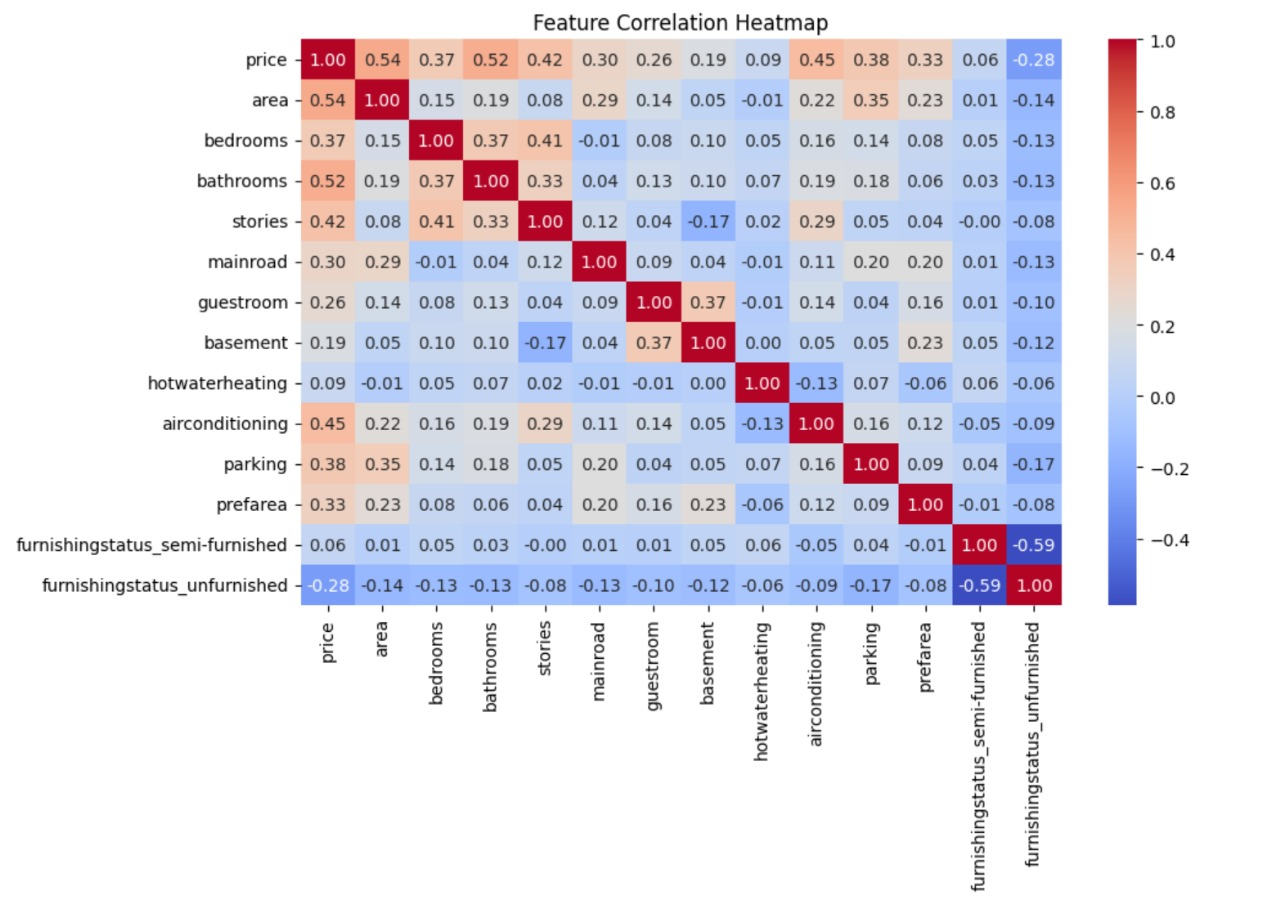 Feature Correlation Heatmap
price 1.00 0.54 0.37 0.52 0.42 0.30 0.26 0.19 0.09 0.45 0.38 0.33 0.06 -0.28
area 0.54 1.00 0.15 0.19 0.08 0.29 0.14 0.05 -0.01 0.22 0.35 0.23 0.01 -0.14
bedrooms 0.37 0.15 1.00 0.37 0.41 -0.01 0.08 0.10 0.05 0.16 0.14 0.08 0.05 -0.13
bathrooms 0.52 0.19 0.37 1.00 0.33 0.04 0.13 0.10 0.07 0.19 0.18 0.06 0.03 -0.13
stories 0.42 0.08 0.41 0.33 1.00 0.12 0.04 -0.17 0.02 0.29 0.05 0.04 -0.00 -0.08
mainroad 0.30 0.29 -0.01 0.04 0.12 1.00 0.09 0.04 -0.01 0.11 0.20 0.20 0.01 -0.13
guestroom 0.26 0.14 0.08 0.13 0.04 0.09 1.00 0.37 -0.01 0.14 0.04 0.16 0.01 -0.10
basement 0.19 0.05 0.10 0.10 -0.17 0.04 0.37 1.00 0.00 0.05 0.05 0.23 0.05 -0.12
hotwaterheating 0.09 -0.01 0.05 0.07 0.02 -0.01 -0.01 0.00 1.00 -0.13 0.07 -0.06 0.06 -0.06
airconditioning 0.45 0.22 0.16 0.19 0.29 0.11 0.14 0.05 -0.13 1.00 0.16 0.12 -0.05 -0.09
parking 0.38 0.35 0.14 0.18 0.05 0.20 0.04 0.05 0.07 0.16 1.00 0.09 0.04 -0.17
prefarea 0.33 0.23 0.08 0.06 0.04 0.20 0.16 0.23 -0.06 0.12 0.09 1.00 -0.01 -0.08
furnishingstatus_semi-furnished 0.06 0.01 0.05 0.03 -0.00 0.01 0.01 0.05 0.06 -0.05 0.04 -0.01 1.00 -0.59
furnishingstatus_unfurnished -0.28 -0.14 -0.13 -0.13 -0.08 -0.13 -0.10 -0.12 -0.06 -0.09 -0.17 -0.08 -0.59 1.00
price
area
bedrooms
bathrooms
stories
mainroad
guestroom
basement
hotwaterheating
airconditioning
parking
prefarea
furnishingstatus_semi-furnished
furnishingstatus_unfurnished
1.0
0.8
0.6
0.4
0.2
0.0
−0.2
−0.4